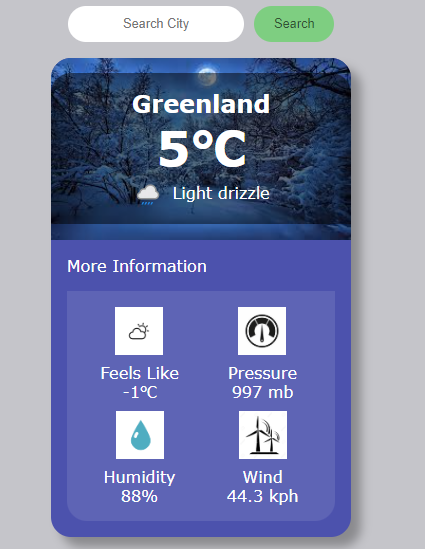 Search City
Search
Greenland
5°C
Light drizzle
More Information
Feels Like
-1°C
Pressure
997 mb
Humidity
88%
Wind
44.3 kph